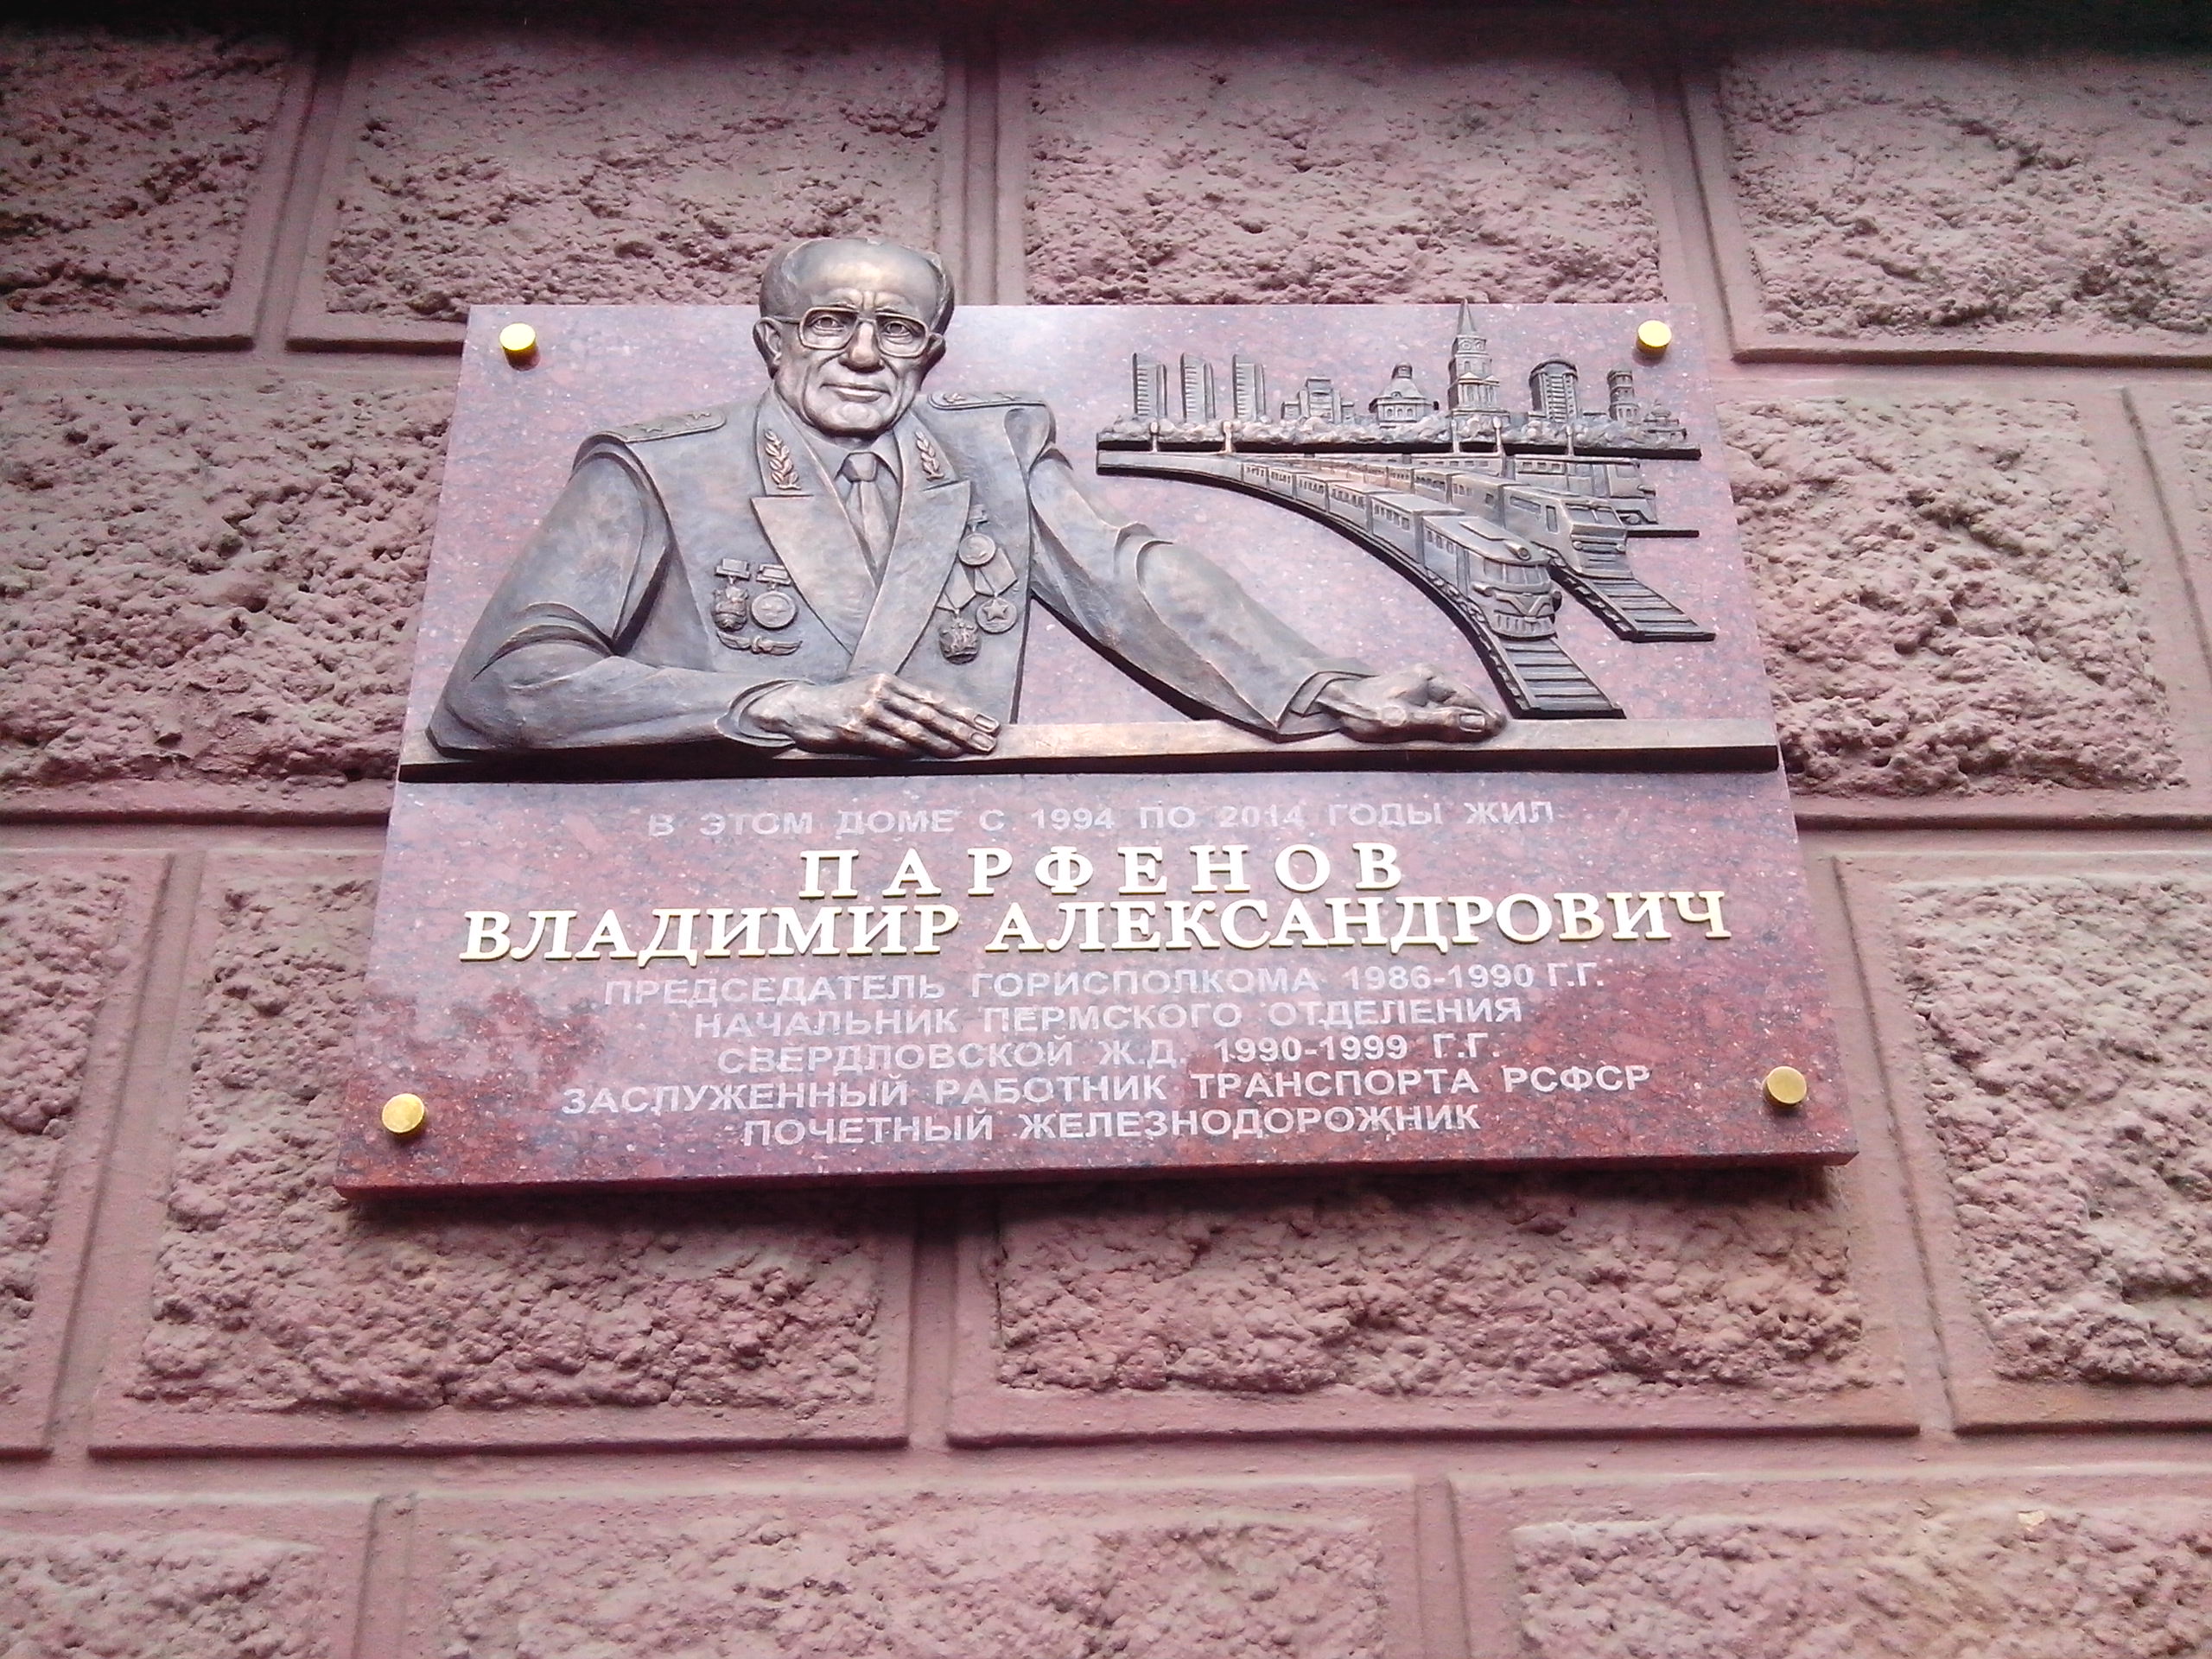 В ЭТОМ ДОМЕ С 1994 ПО 2014 ГОДЫ ЖИЛ
ПАРФЕНОВ
ВЛАДИМИР АЛЕКСАНДРОВИЧ
ПРЕДСЕДАТЕЛЬ ГОРИСПОЛКОМА 1986-1990 Г.Г.
НАЧАЛЬНИК ПЕРМСКОГО ОТДЕЛЕНИЯ
СВЕРДЛОВСКОЙ Ж.Д. 1990-1999 Г.Г.
ЗАСЛУЖЕННЫЙ РАБОТНИК ТРАНСПОРТА РСФСР
ПОЧЕТНЫЙ ЖЕЛЕЗНОДОРОЖНИК